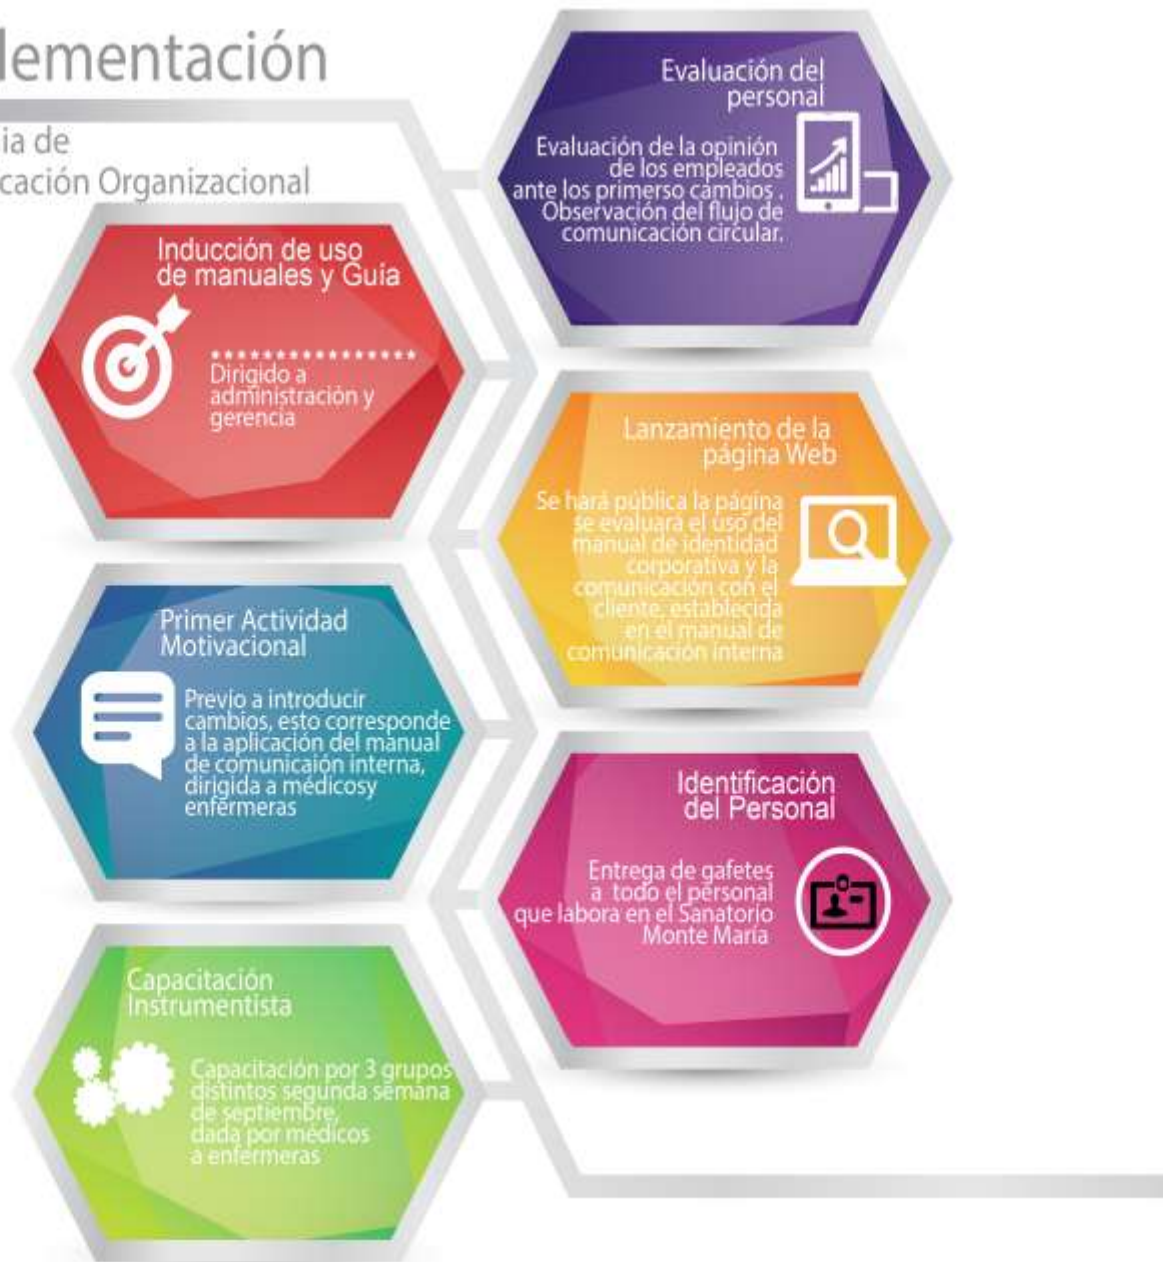 lementación
ia de
cación Organizacional
Inducción de uso
de manuales y Guía
Dirigido a
administración y
gerencia
Primer Actividad
Motivacional
Previo a introducir
cambios, esto corresponde
a la aplicación del manual
de comunicaión interna,
dirigida a médicosy
enfermeras
Capacitación
Instrumentista
Capacitación por 3 grupos
distintos segunda semana
de septiembre,
dada por médicos
a enfermeras
Evaluación del
personal
Evaluación de la opinión
de los empleados
ante los primerso cambios .
Observación del flujo de
comunicación circular.
Lanzamiento de la
página Web
Se hará pública la página
se evaluara el uso del
manual de identidad
corporativa y la
comunicación con el
cliente, establecida
en el manual de
comunicación interna
Identificación
del Personal
Entrega de gafetes
a todo el personal
que labora en el Sanatorio
Monte María